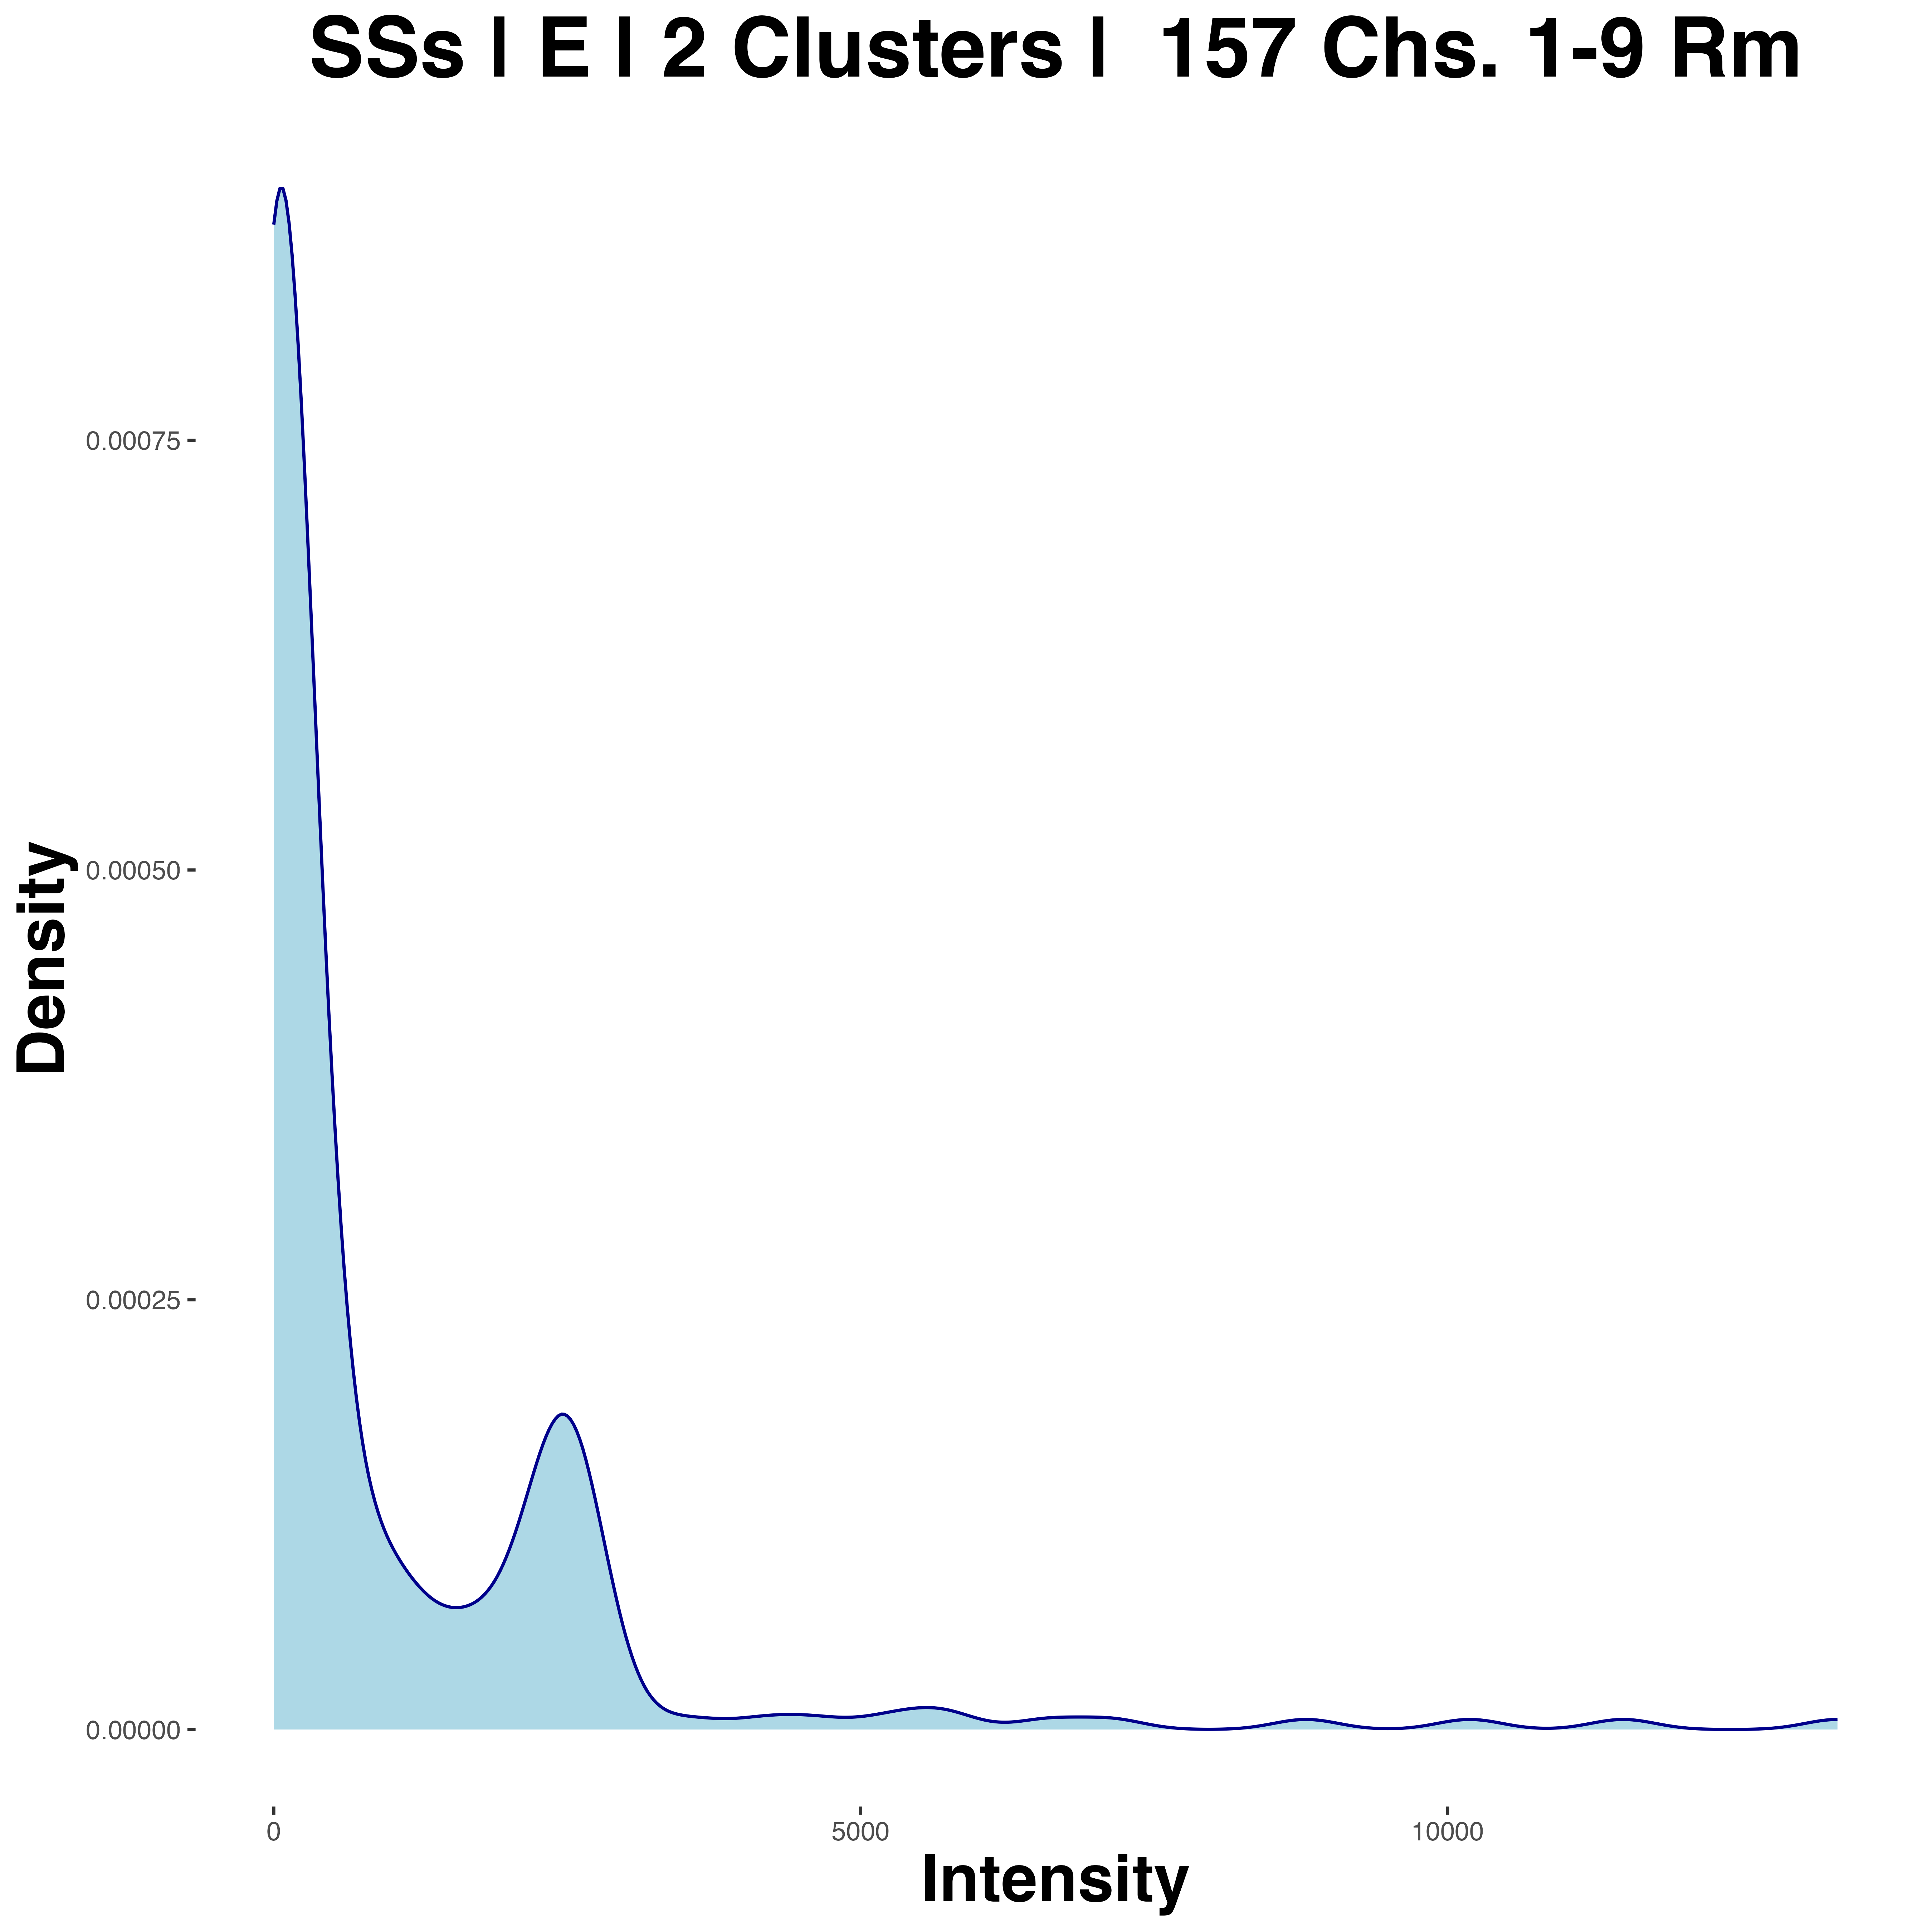 SSs | E | 2 Clusters |  157 Chs. 1-9 Rm
Density
0.00075
0.00050
0.00025
0.00000
0
5000
10000
Intensity